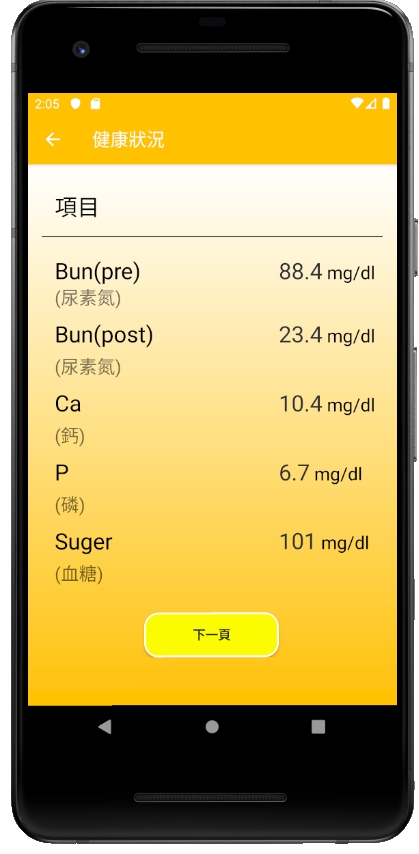 2:05
健康狀況
項目
Bun(pre) 88.4 mg/dl
(尿素氮)
Bun(post) 23.4 mg/dl
(尿素氮)
Ca 10.4 mg/dl
(鈣)
P 6.7 mg/dl
(磷)
Suger 101 mg/dl
(血糖)
下一頁